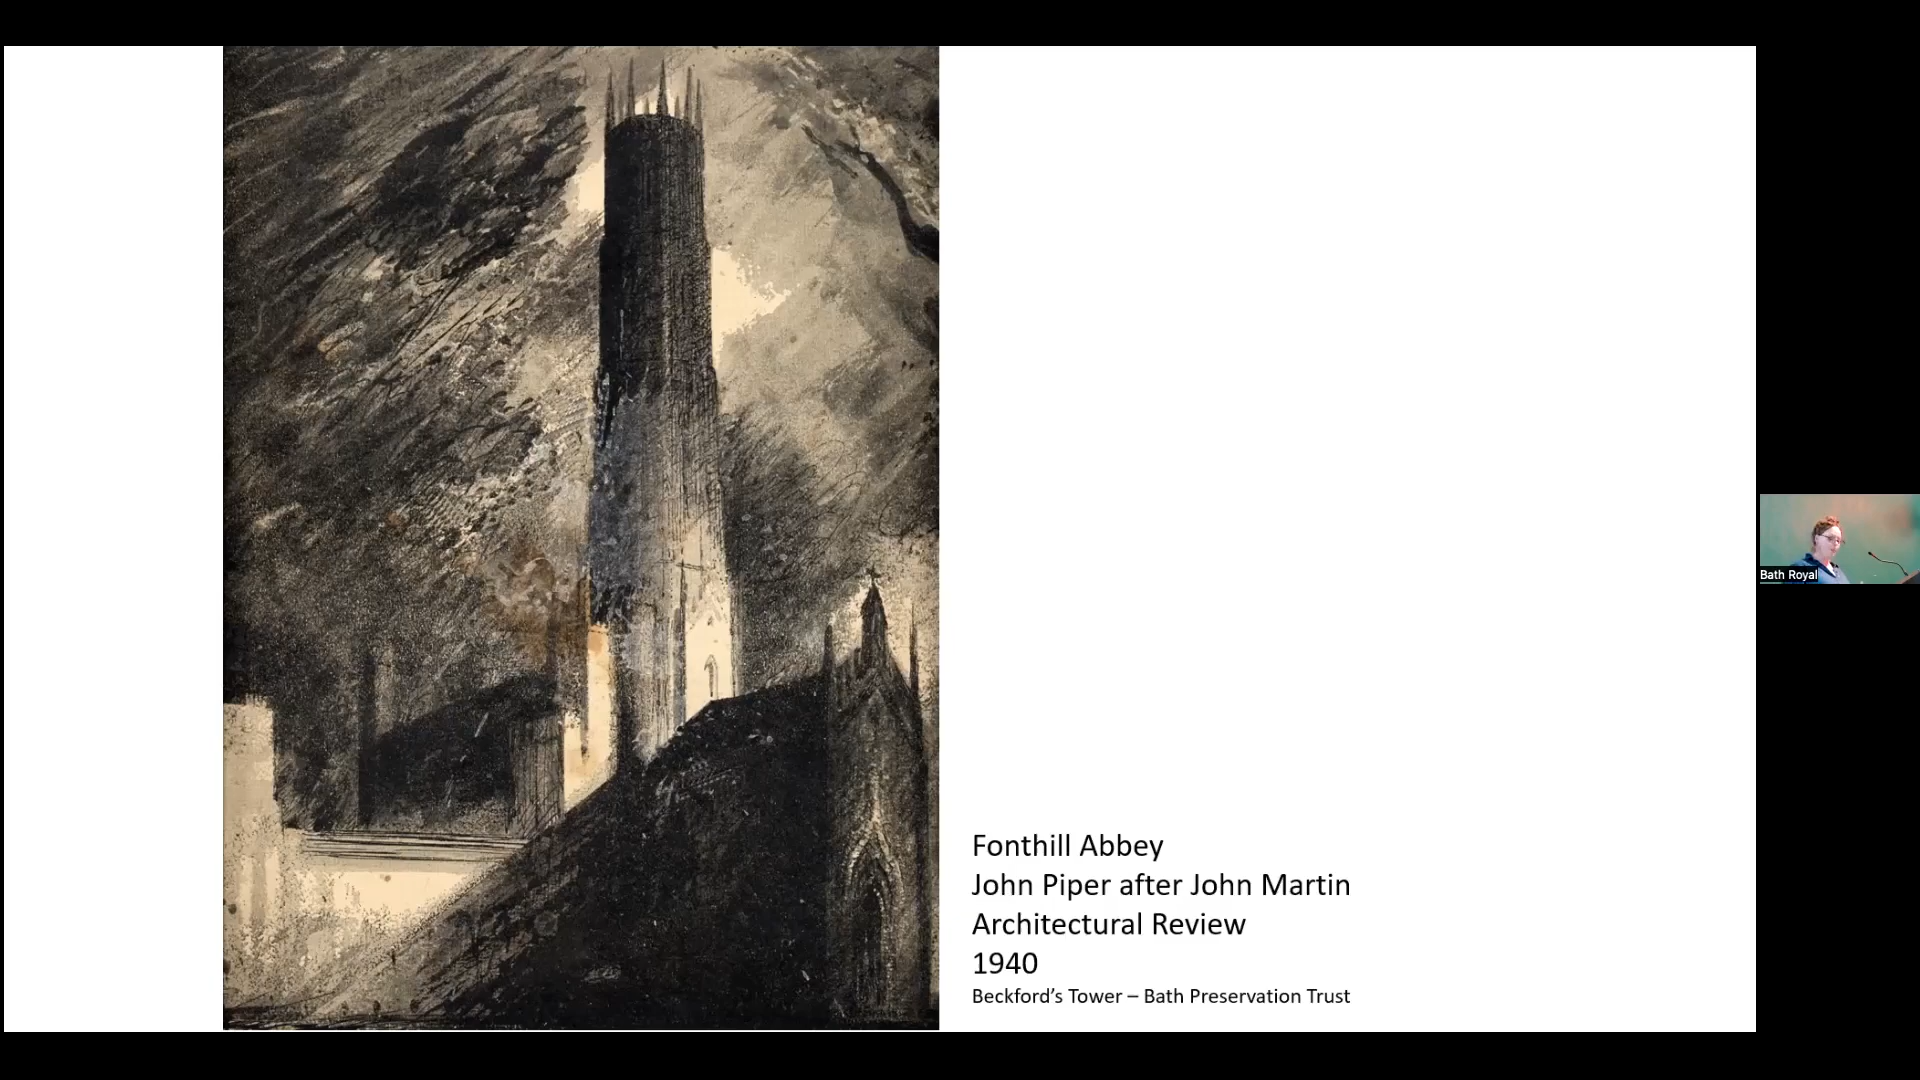 Fonthill Abbey
John Piper after John Martin
Architectural Review
1940
Beckford's Tower – Bath Preservation Trust
Bath Royal